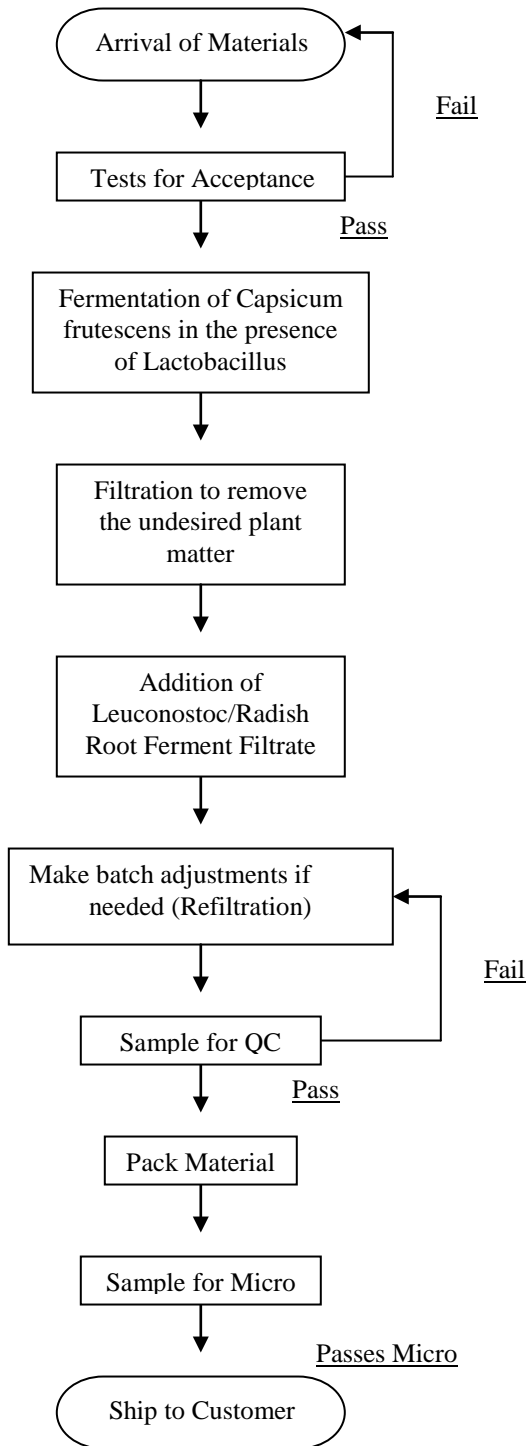 Arrival of Materials
Fail
Tests for Acceptance
Pass
Fermentation of Capsicum
frutescens in the presence
of Lactobacillus
Filtration to remove
the undesired plant
matter
Addition of
Leuconostoc/Radish
Root Ferment Filtrate
Make batch adjustments if
needed (Refiltration)
Fail
Sample for QC
Pass
Pack Material
Sample for Micro
Passes Micro
Ship to Customer